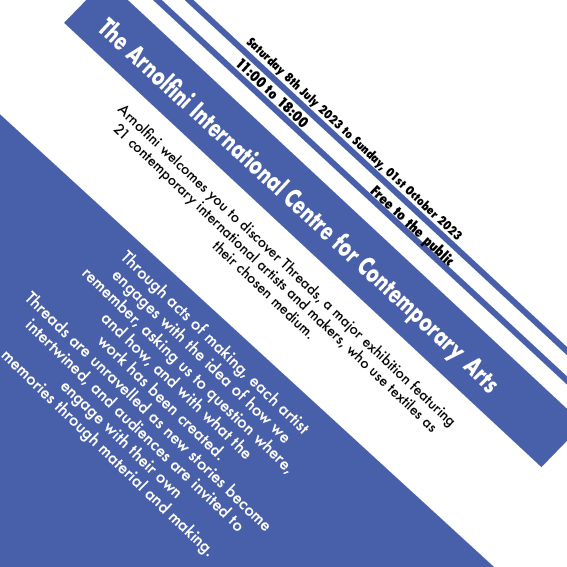 Saturday 8th July 2023 to Sunday, 01st October 2023
11:00 to 18:00
Free to the public
The Arnolfini International Centre for Contemporary Arts
Arnolfini welcomes you to discover Threads, a major exhibition featuring
21 contemporary international artists and makers, who use textiles as
their chosen medium.
Through acts of making, each artist
engages with the idea of how we
remember, asking us to question where,
and how, and with what the
work has been created.
Threads are unravelled as new stories become
intertwined, and audiences are invited to
engage with their own
memories through material and making.